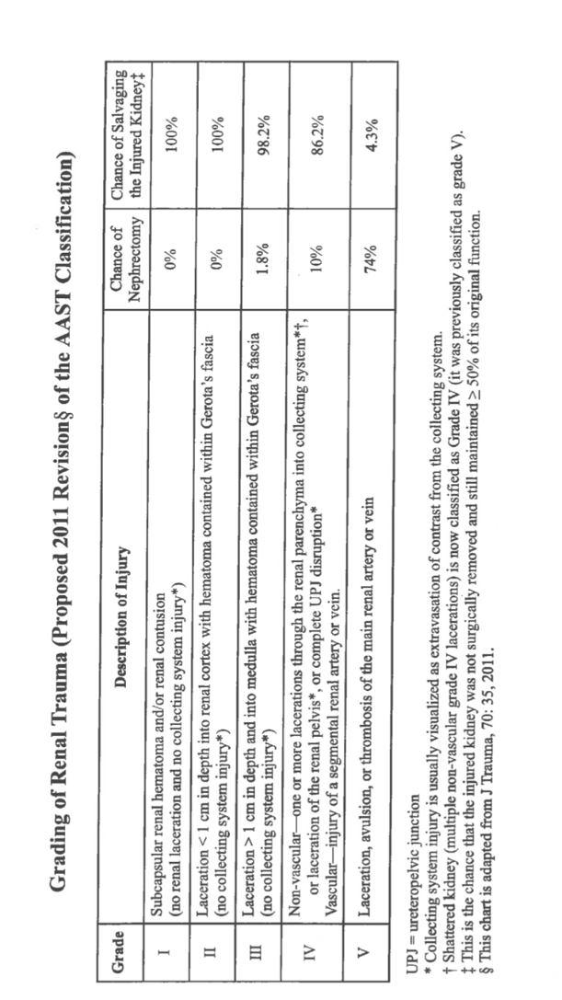 Grading of Renal Trauma (Proposed 2011 Revision§ of the AAST Classification)
Grade
Description of Injury
Chance of
Nephrectomy
Chance of Salvaging
the Injured Kidney‡
I
Subcapsular renal hematoma and/or renal contusion
(no renal laceration and no collecting system injury*)
0%
100%
II
Laceration < 1 cm in depth into renal cortex with hematoma contained within Gerota's fascia
(no collecting system injury*)
0%
100%
III
Laceration > 1 cm in depth and into medulla with hematoma contained within Gerota's fascia
(no collecting system injury*)
1.8%
98.2%
IV
Non-vascular—one or more lacerations through the renal parenchyma into collecting system*†,
or laceration of the renal pelvis*, or complete UPJ disruption*
Vascular—injury of a segmental renal artery or vein.
10%
86.2%
V
Laceration, avulsion, or thrombosis of the main renal artery or vein
74%
4.3%
UPJ = ureteropelvic junction
* Collecting system injury is usually visualized as extravasation of contrast from the collecting system.
† Shattered kidney (multiple non-vascular grade IV lacerations) is now classified as Grade IV (it was previously classified as grade V).
‡ This is the chance that the injured kidney was not surgically removed and still maintained ≥ 50% of its original function.
§ This chart is adapted from J Trauma, 70: 35, 2011.